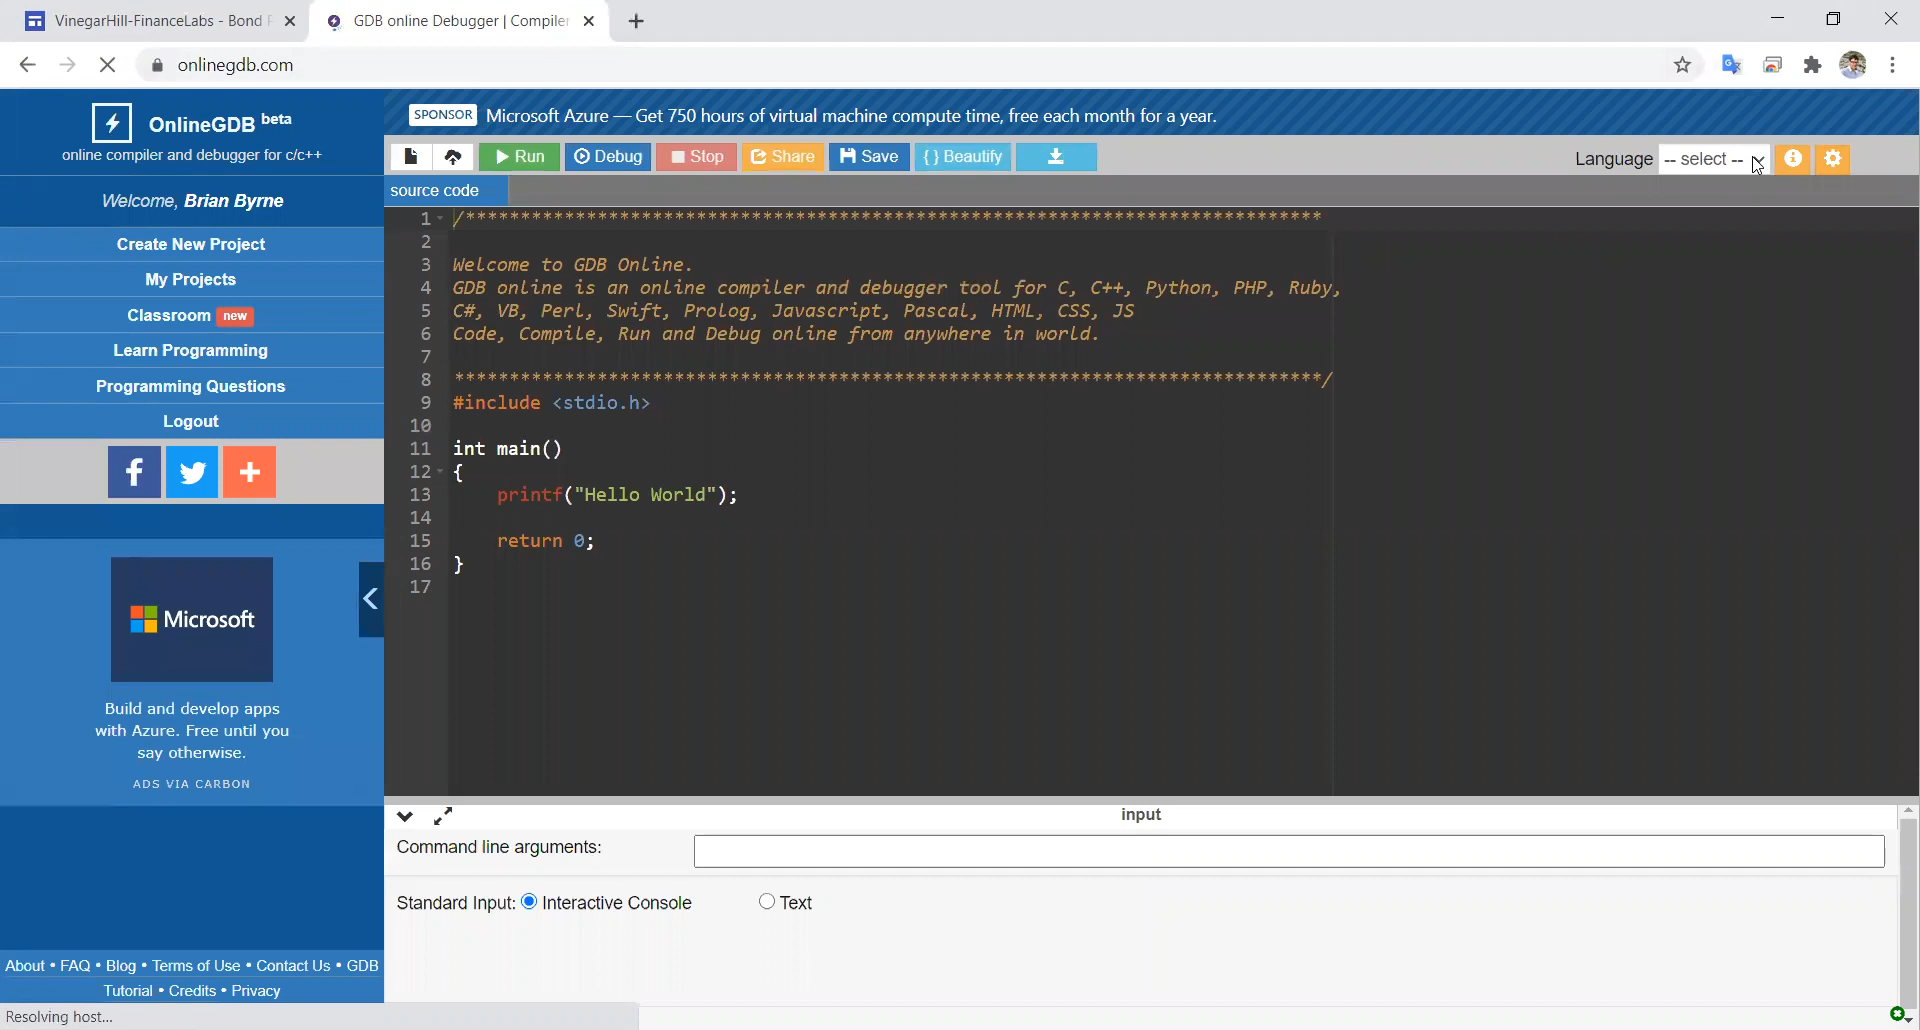 VinegarHill-FinanceLabs - Bond
GDB online Debugger | Compiler
onlinegdb.com
OnlineGDB beta
online compiler and debugger for c/c++
Welcome, Brian Byrne
Create New Project
My Projects
Classroom new
Learn Programming
Programming Questions
Logout
Microsoft
Build and develop apps
with Azure. Free until you
say otherwise.
ADS VIA CARBON
About • FAQ • Blog • Terms of Use • Contact Us • GDB
Tutorial • Credits • Privacy
Resolving host...
SPONSOR Microsoft Azure — Get 750 hours of virtual machine compute time, free each month for a year.
Run Debug Stop Share Save { } Beautify
Language -- select --
source code
1 /*******************************************************************************
2
3 Welcome to GDB Online.
4 GDB online is an online compiler and debugger tool for C, C++, Python, PHP, Ruby,
5 C#, VB, Perl, Swift, Prolog, Javascript, Pascal, HTML, CSS, JS
6 Code, Compile, Run and Debug online from anywhere in world.
7
8 *******************************************************************************/
9 #include <stdio.h>
10
11 int main()
12 {
13 printf("Hello World");
14
15 return 0;
16 }
17
input
Command line arguments:
Standard Input: Interactive Console Text